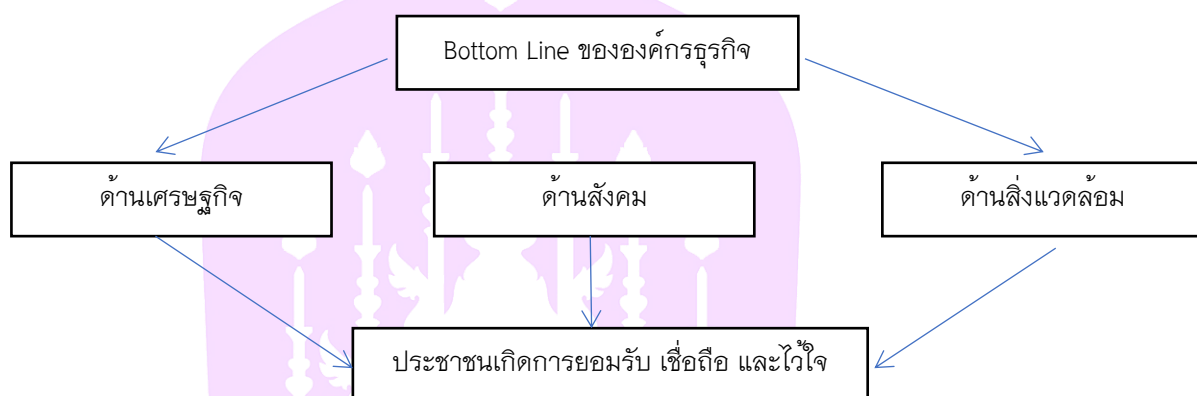 Bottom Line ขององค์กรธุรกิจ
ด้านเศรษฐกิจ
ด้านสังคม
ด้านสิ่งแวดล้อม
ประชาชนเกิดการยอมรับ เชื่อถือ และไว้ใจ